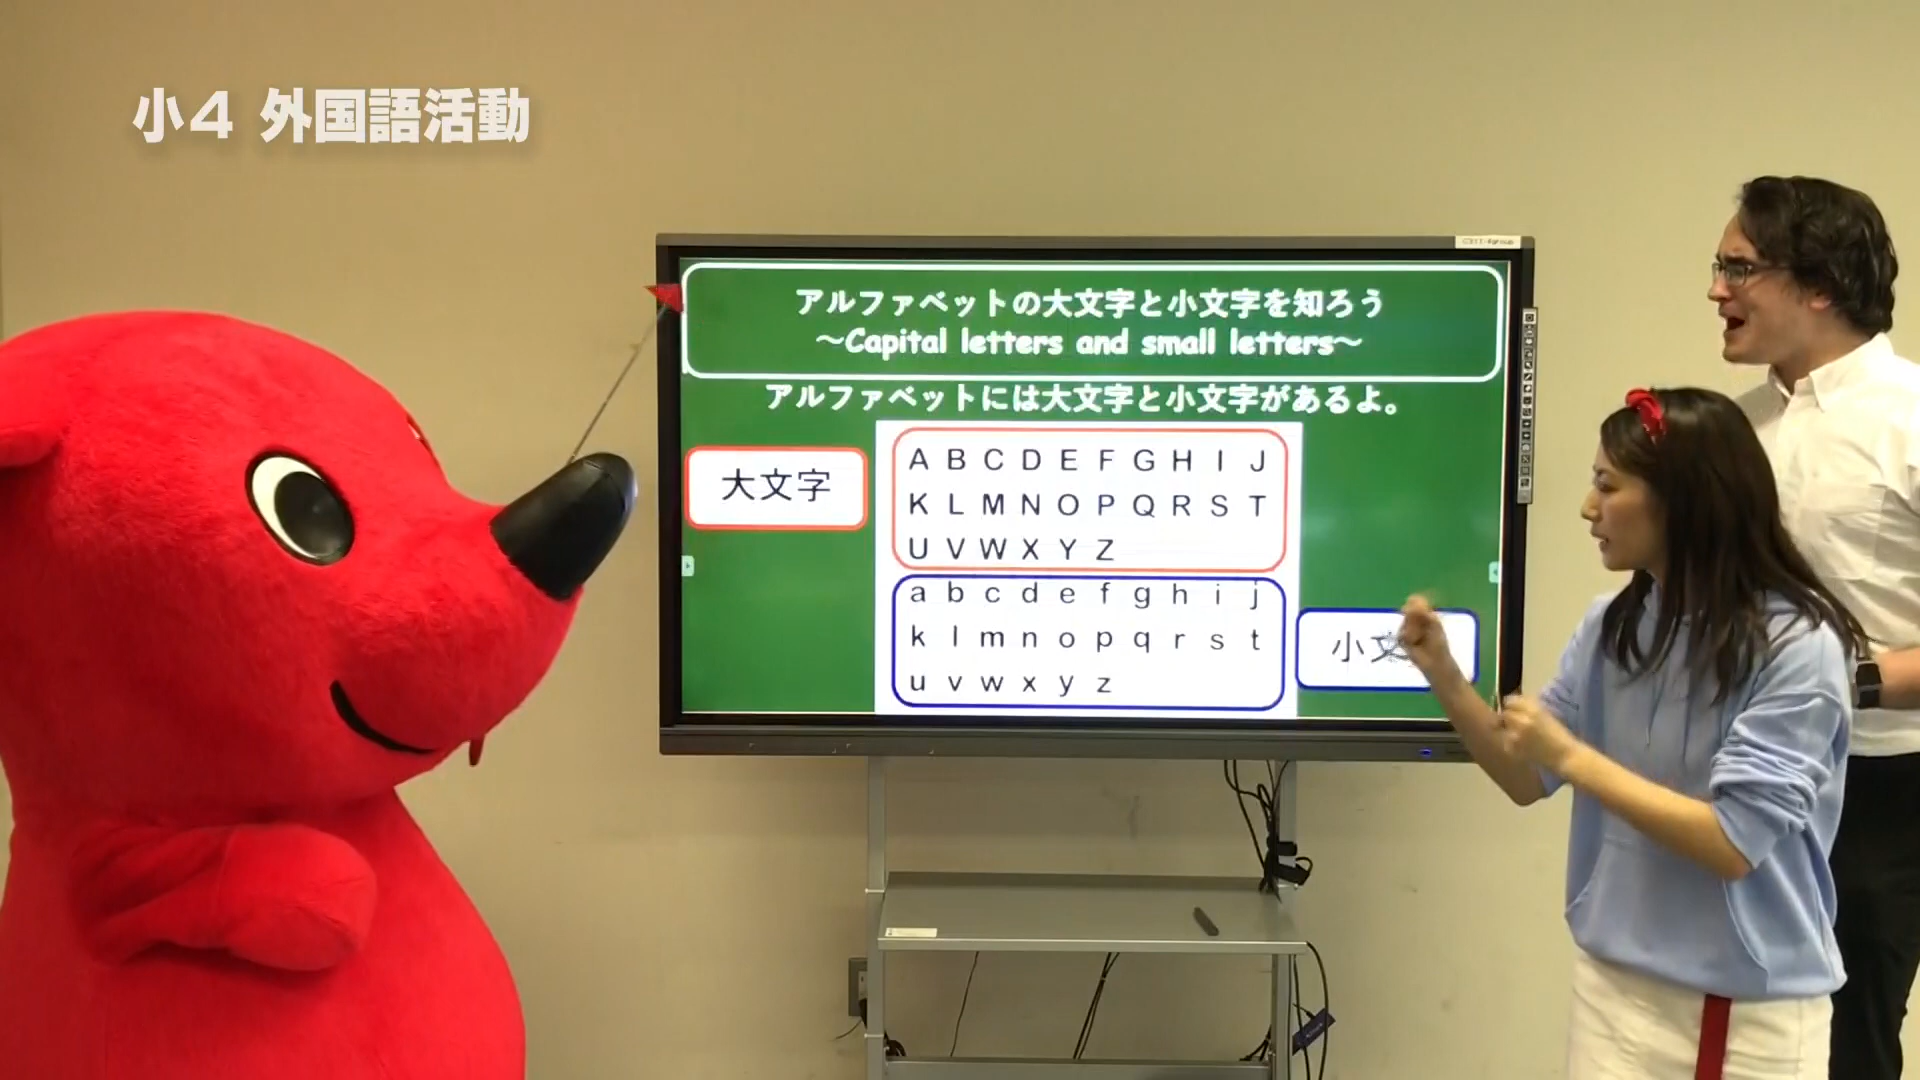 小4 外国語活動
アルファベットの大文字と小文字を知ろう
～Capital letters and small letters～
アルファベットには大文字と小文字があるよ。
大文字
A B C D E F G H I J
K L M N O P Q R S T
U V W X Y Z
a b c d e f g h i j
k l m n o p q r s t
u v w x y z
小文